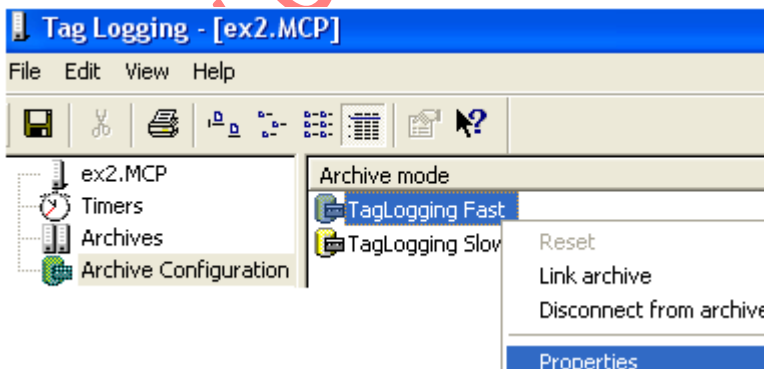 Tag Logging - [ex2.MCP]
File Edit View Help
ex2.MCP
Timers
Archives
Archive Configuration
Archive mode
TagLogging Fast
TagLogging Slow
Reset
Link archive
Disconnect from archive
Properties